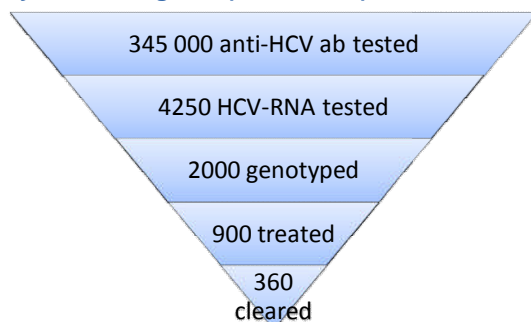 345 000 anti-HCV ab tested
4250 HCV-RNA tested
2000 genotyped
900 treated
360
cleared